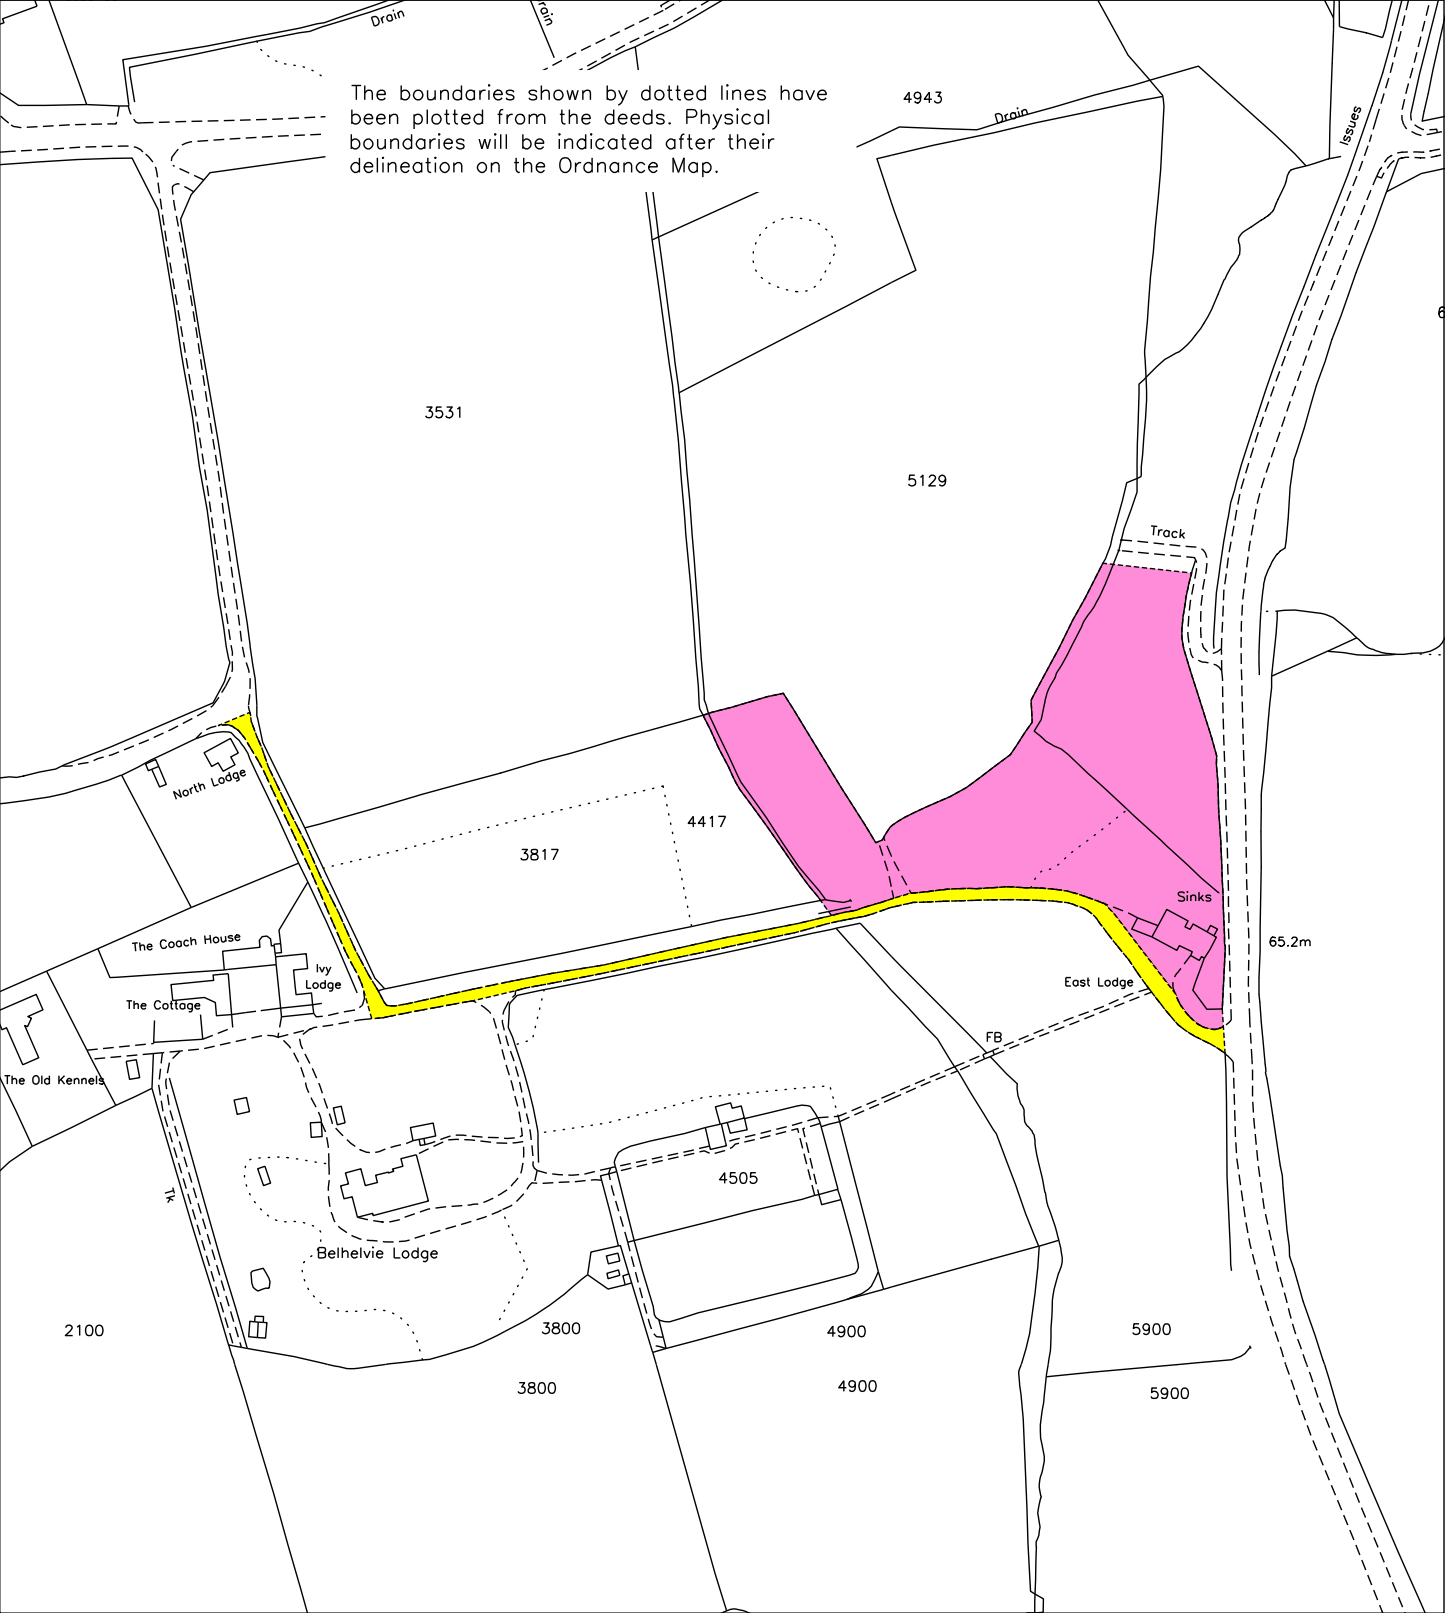 Drain
rain
The boundaries shown by dotted lines have
been plotted from the deeds. Physical
boundaries will be indicated after their
delineation on the Ordnance Map.
4943
Drain
Issues
6
3531
5129
Track
North Lodge
4417
3817
Sinks
The Coach House
65.2m
Ivy
Lodge
East Lodge
The Cottage
FB
The Old Kennels
4505
Tk
Belhelvie Lodge
2100
3800
4900
5900
3800
4900
5900